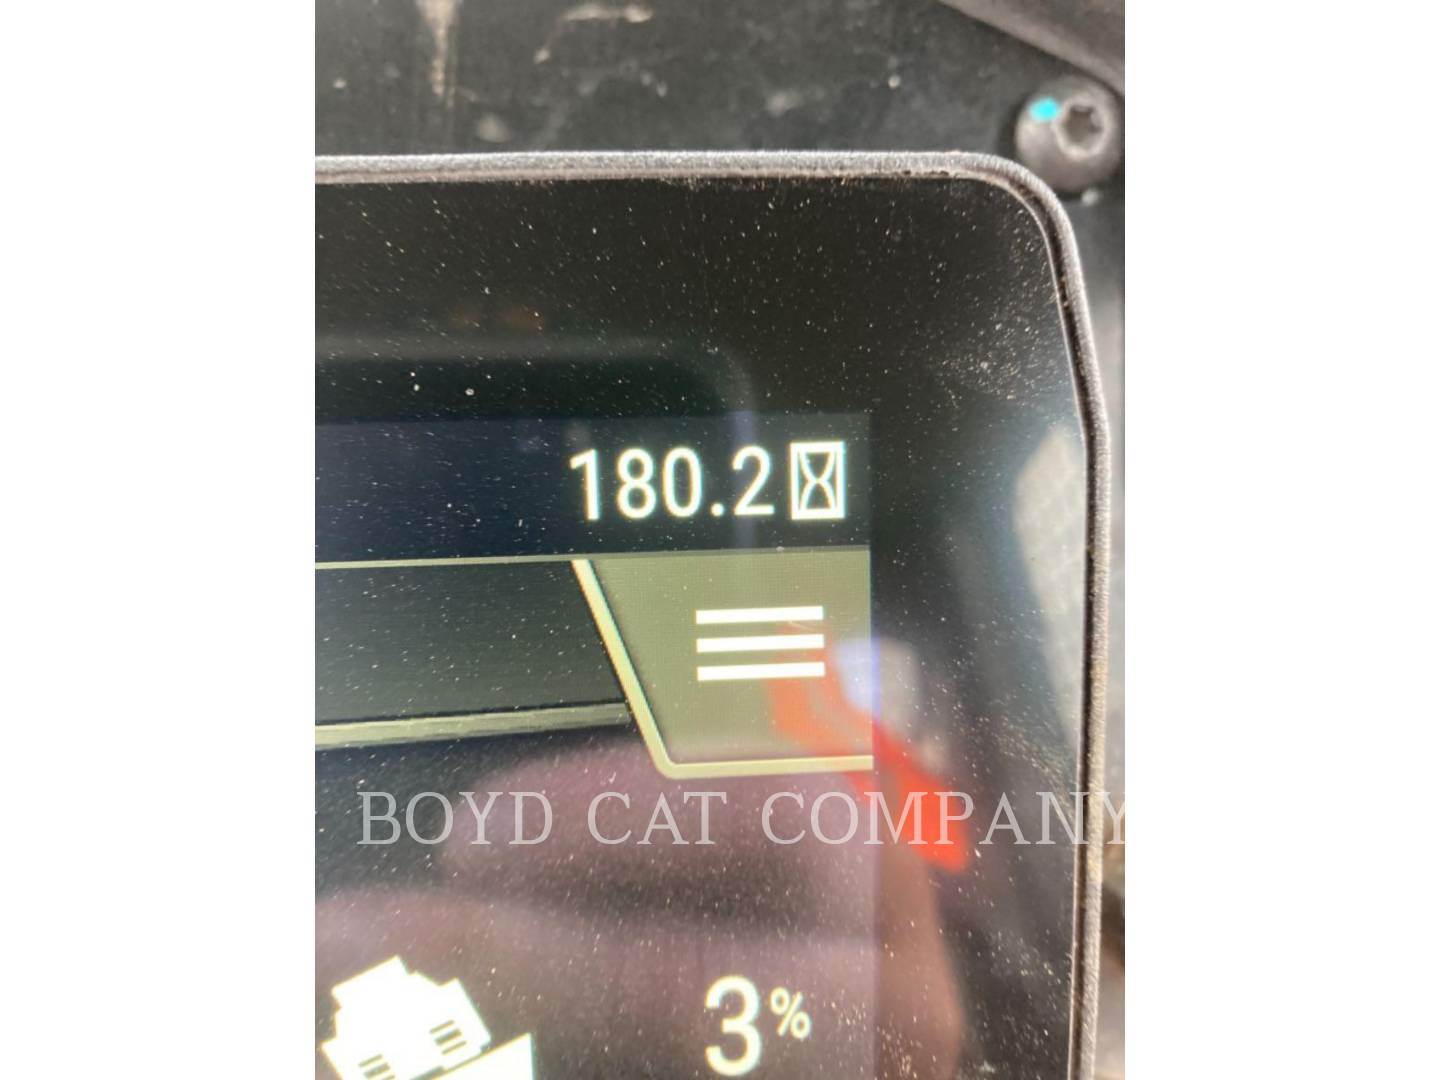 180.2
BOYD CAT COMPANY
3%